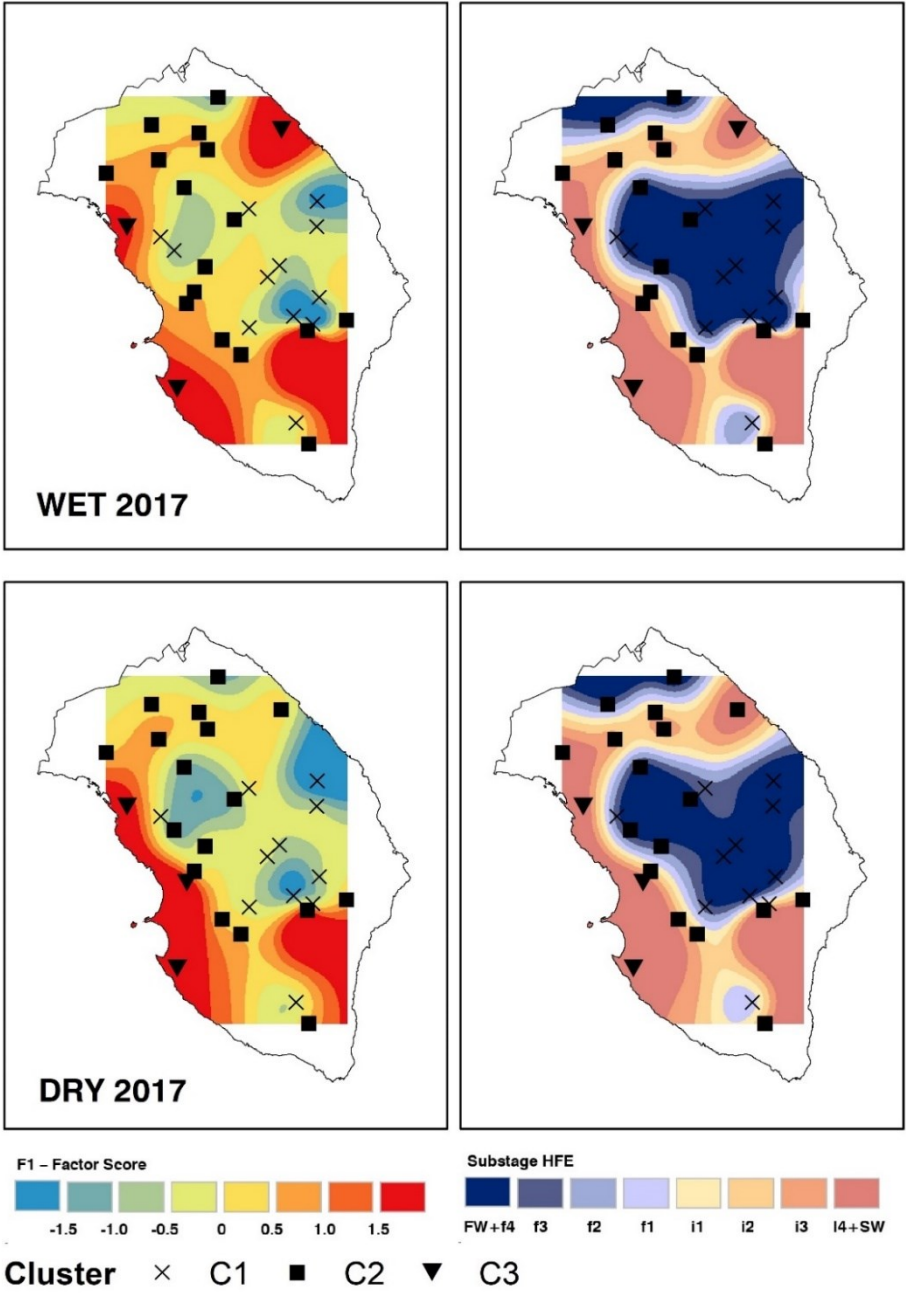 WET 2017
DRY 2017
F1 – Factor Score
-1.5 -1.0 -0.5 0 0.5 1.0 1.5
Substage HFE
FW+f4 f3 f2 f1 i1 i2 i3 I4+SW
Cluster C1 C2 C3